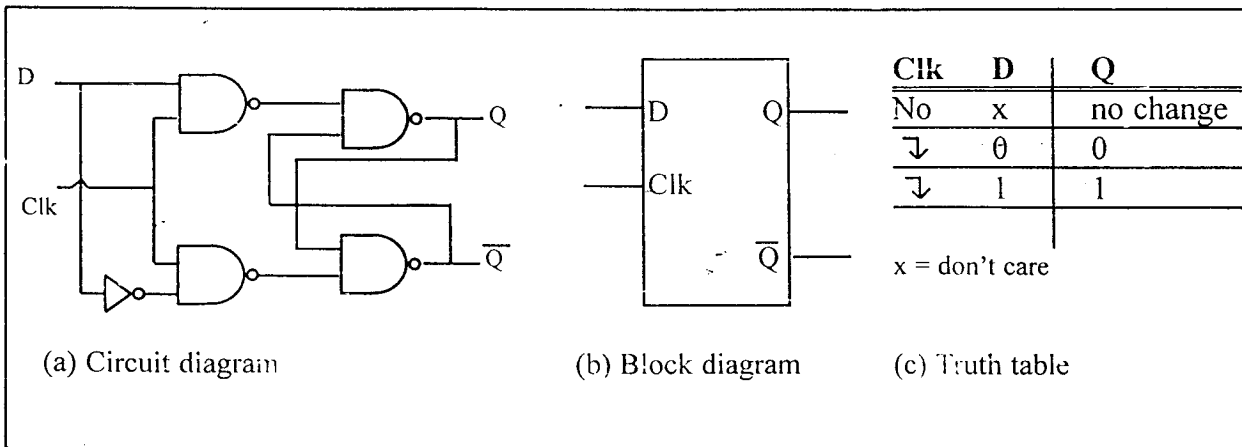 D
Clk
Q
Q̅
(a) Circuit diagram
D
Clk
Q
Q̅
(b) Block diagram
Clk D Q
No x no change
↴ 0 0
↴ 1 1
x = don't care
(c) Truth table